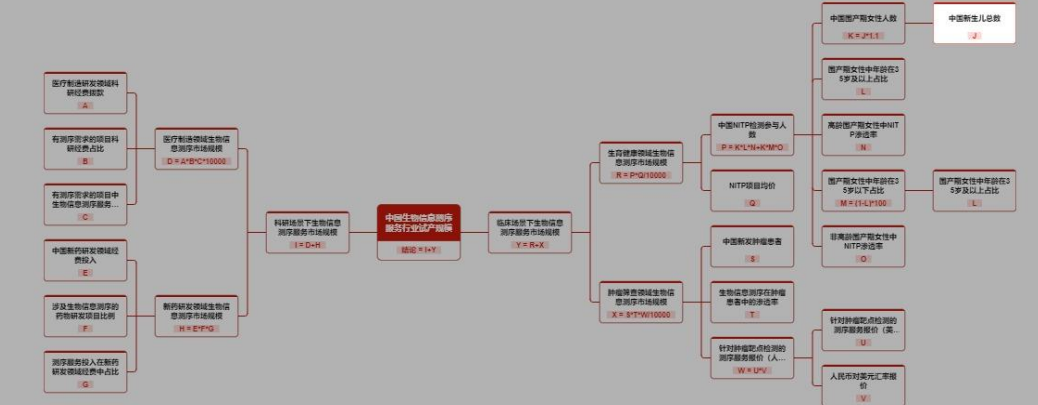 中国围产期女性人数
K = J*1.1
中国新生儿总数
J
围产期女性中年龄在3
5岁及以上占比
L
高龄围产期女性中NIT
P渗透率
N
围产期女性中年龄在3
5岁以下占比
M = (1-L)*100
围产期女性中年龄在3
5岁及以上占比
L
非高龄围产期女性中
NITP渗透率
O
中国NITP检测参与人
数
P = K*L*N+K*M*O
NITP项目均价
Q
生育健康领域生物信
息测序市场规模
R = P*Q/10000
医疗制造研发领域科
研经费拨款
A
有测序需求的项目科
研经费占比
B
有测序需求的项目中
生物信息测序服务...
C
医疗制造领域生物信
息测序市场规模
D = A*B*C*10000
科研场景下生物信息
测序服务市场规模
I = D+H
中国生物信息测序
服务行业试产规模
结论 = I+Y
临床场景下生物信息
测序服务市场规模
Y = R+X
中国新药研发领域经
费投入
E
涉及生物信息测序的
药物研发项目比例
F
测序服务投入在新药
研发领域经费中占比
G
新药研发领域生物信
息测序市场规模
H = E*F*G
肿瘤筛查领域生物信
息测序市场规模
X = S*T*W/10000
中国新发肿瘤患者
S
生物信息测序在肿瘤
患者中的渗透率
T
针对肿瘤靶点检测的
测序服务报价（人...
W = U*V
针对肿瘤靶点检测的
测序服务报价（美...
U
人民币对美元汇率报
价
V